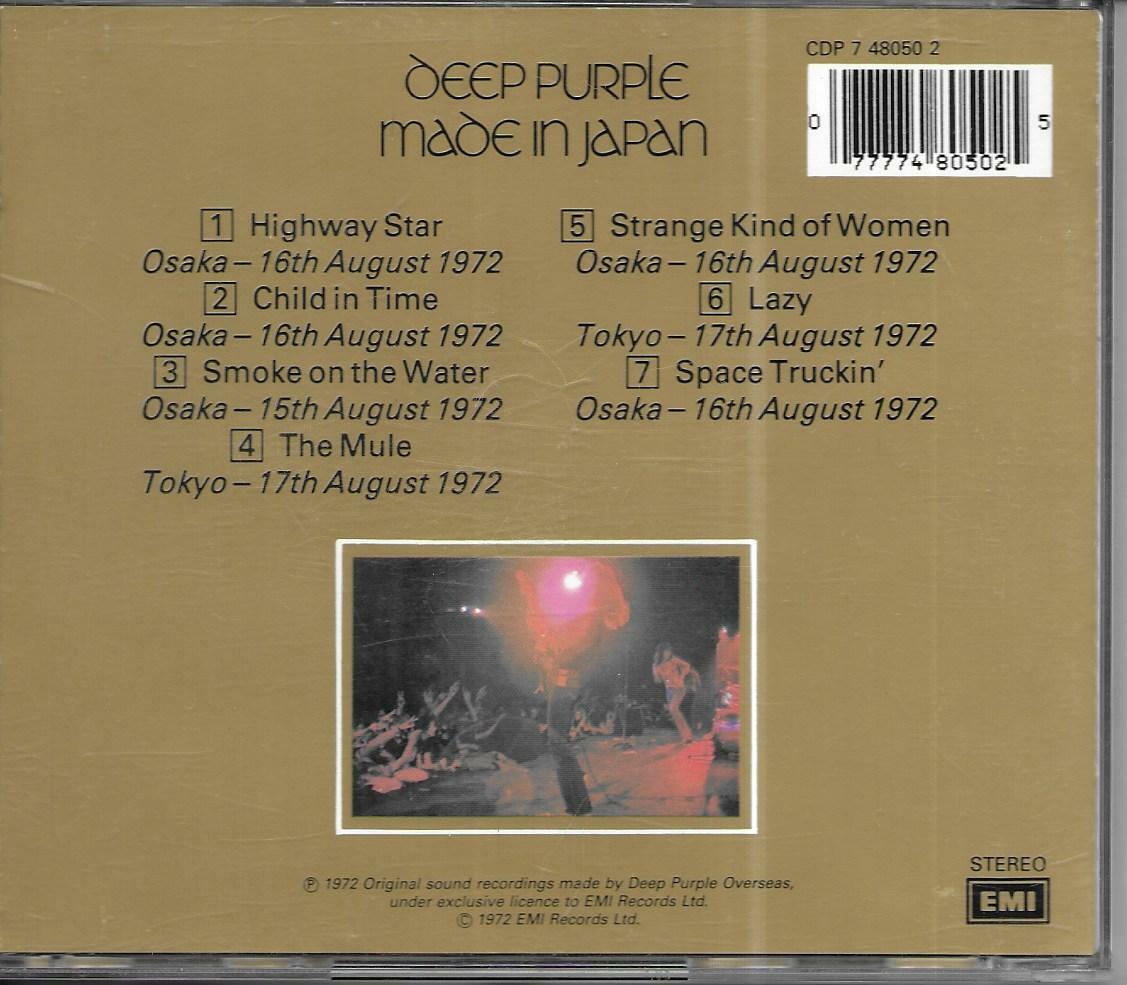 CDP 7 48050 2
DEEP PURPLE
MADE IN JAPAN
0 77774 80502 5
1 Highway Star
Osaka – 16th August 1972
2 Child in Time
Osaka – 16th August 1972
3 Smoke on the Water
Osaka – 15th August 1972
4 The Mule
Tokyo – 17th August 1972
5 Strange Kind of Women
Osaka – 16th August 1972
6 Lazy
Tokyo – 17th August 1972
7 Space Truckin'
Osaka – 16th August 1972
℗ 1972 Original sound recordings made by Deep Purple Overseas,
under exclusive licence to EMI Records Ltd.
© 1972 EMI Records Ltd.
STEREO
EMI